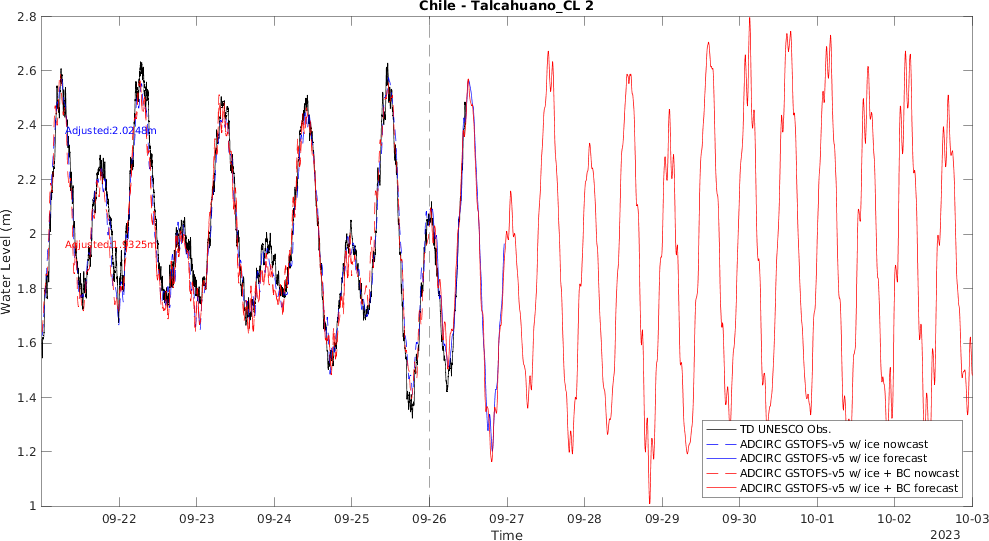 Chile - Talcahuano_CL 2
2.8
2.6
2.4
2.2
2
1.8
1.6
1.4
1.2
1
Water Level (m)
Adjusted:2.0248m
Adjusted:1.9325m
TD UNESCO Obs.
ADCIRC GSTOFS-v5 w/ ice nowcast
ADCIRC GSTOFS-v5 w/ ice forecast
ADCIRC GSTOFS-v5 w/ ice + BC nowcast
ADCIRC GSTOFS-v5 w/ ice + BC forecast
09-22 09-23 09-24 09-25 09-26 09-27 09-28 09-29 09-30 10-01 10-02 10-03
Time
2023